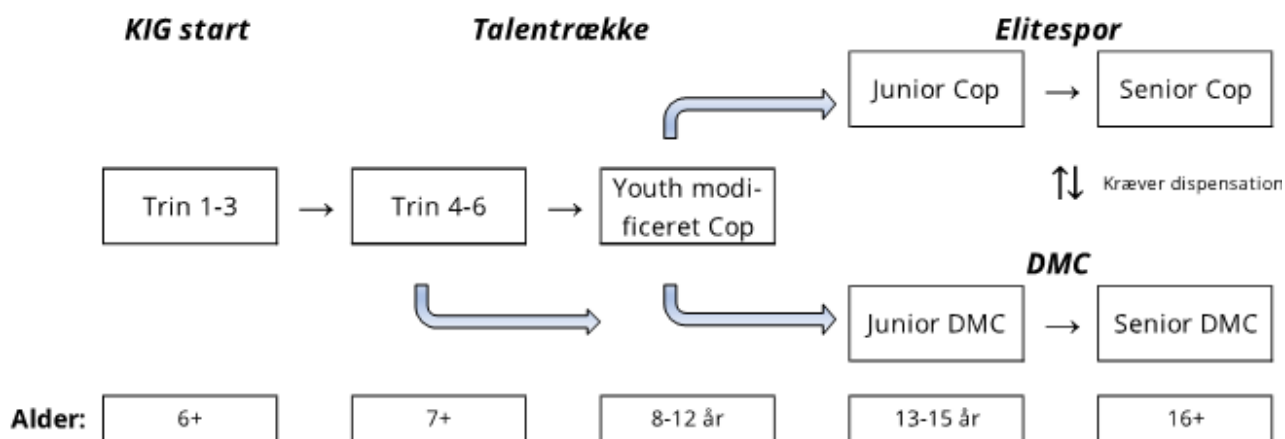 KIG start
Talentrække
Elitespor
Junior Cop → Senior Cop
Trin 1-3 → Trin 4-6 → Youth modi-
ficeret Cop
↑↓ Kræver dispensation
DMC
Junior DMC → Senior DMC
Alder: 6+ 7+ 8-12 år 13-15 år 16+